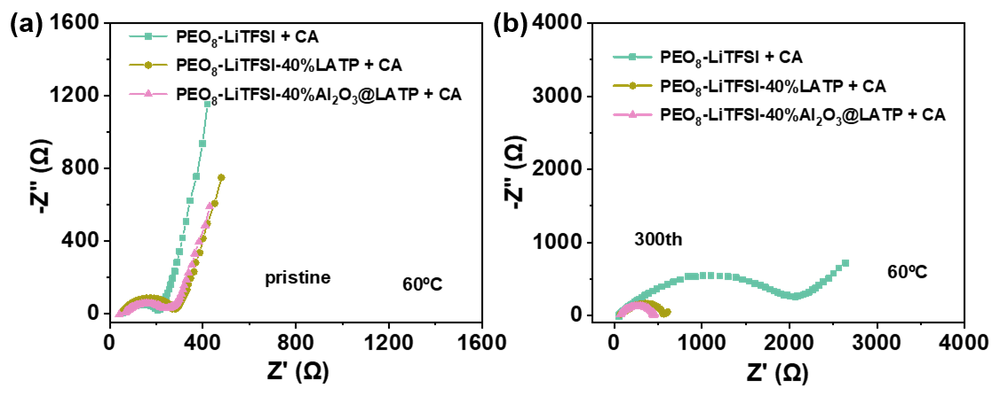 (a)
1600
1200
800
400
0
-Z" (Ω)
PEO₈-LiTFSI + CA
PEO₈-LiTFSI-40%LATP + CA
PEO₈-LiTFSI-40%Al₂O₃@LATP + CA
pristine
60ºC
0 400 800 1200 1600
Z' (Ω)
(b)
4000
3000
2000
1000
0
-Z" (Ω)
PEO₈-LiTFSI + CA
PEO₈-LiTFSI-40%LATP + CA
PEO₈-LiTFSI-40%Al₂O₃@LATP + CA
300th
60ºC
0 1000 2000 3000 4000
Z' (Ω)